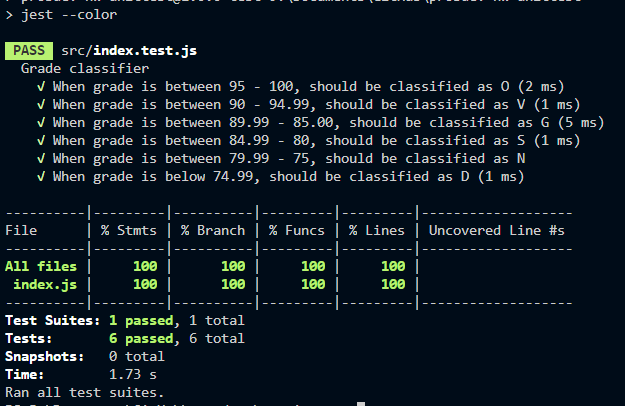 > jest --color
PASS src/index.test.js
Grade classifier
√ When grade is between 95 - 100, should be classified as O (2 ms)
√ When grade is between 90 - 94.99, should be classified as V (1 ms)
√ When grade is between 89.99 - 85.00, should be classified as G (5 ms)
√ When grade is between 84.99 - 80, should be classified as S (1 ms)
√ When grade is between 79.99 - 75, should be classified as N
√ When grade is below 74.99, should be classified as D (1 ms)
----------|---------|----------|---------|---------|-------------------
File | % Stmts | % Branch | % Funcs | % Lines | Uncovered Line #s
----------|---------|----------|---------|---------|-------------------
All files | 100 | 100 | 100 | 100 |
index.js | 100 | 100 | 100 | 100 |
----------|---------|----------|---------|---------|-------------------
Test Suites: 1 passed, 1 total
Tests: 6 passed, 6 total
Snapshots: 0 total
Time: 1.73 s
Ran all test suites.